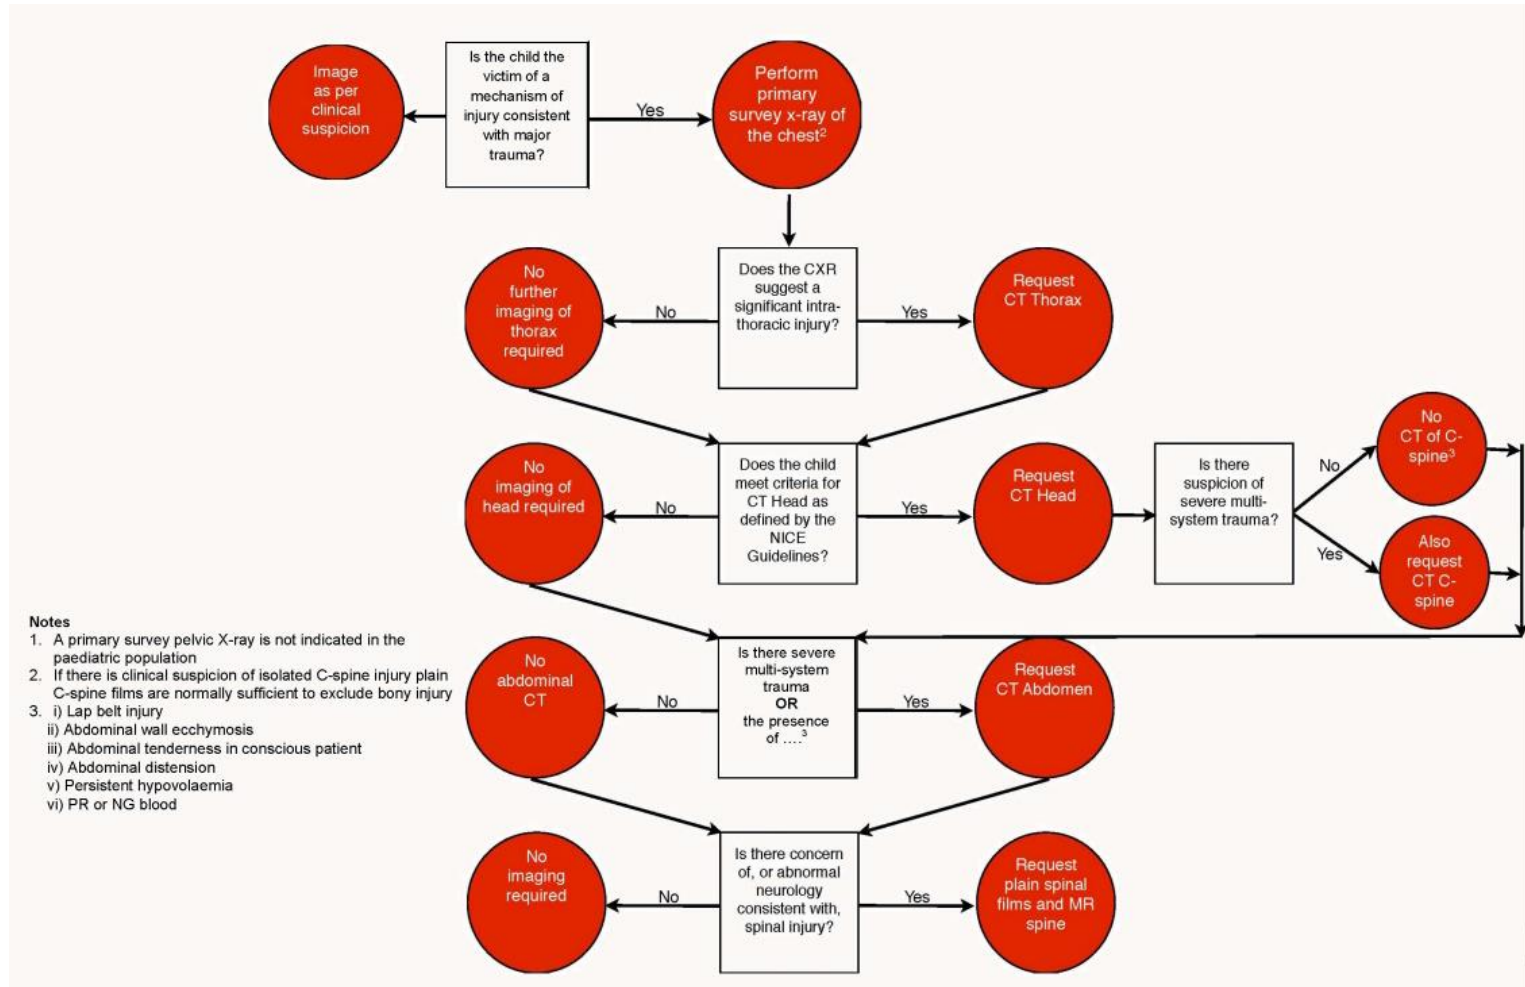 Image
as per
clinical
suspicion
Is the child the
victim of a
mechanism of
injury consistent
with major
trauma?
Yes
Perform
primary
survey x-ray of
the chest2
No
further
imaging of
thorax
required
No
Does the CXR
suggest a
significant intra-
thoracic injury?
Yes
Request
CT Thorax
No
imaging of
head required
No
Does the child
meet criteria for
CT Head as
defined by the
NICE
Guidelines?
Yes
Request
CT Head
Is there
suspicion of
severe multi-
system trauma?
No
No
CT of C-
spine3
Yes
Also
request
CT C-
spine
Notes
1. A primary survey pelvic X-ray is not indicated in the
paediatric population
2. If there is clinical suspicion of isolated C-spine injury plain
C-spine films are normally sufficient to exclude bony injury
3. i) Lap belt injury
ii) Abdominal wall ecchymosis
iii) Abdominal tenderness in conscious patient
iv) Abdominal distension
v) Persistent hypovolaemia
vi) PR or NG blood
No
abdominal
CT
No
Is there severe
multi-system
trauma
OR
the presence
of ....3
Yes
Request
CT Abdomen
No
imaging
required
No
Is there concern
of, or abnormal
neurology
consistent with,
spinal injury?
Yes
Request
plain spinal
films and MR
spine